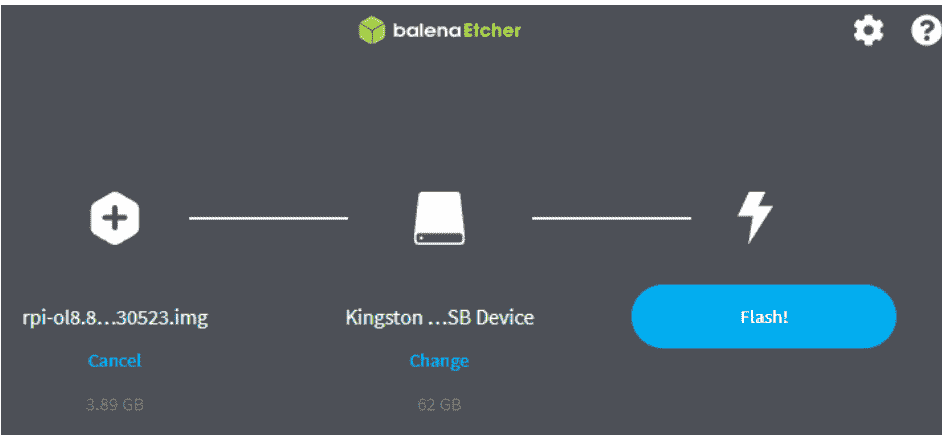 balenaEtcher
rpi-ol8.8...30523.img
Kingston ...SB Device
Flash!
Cancel
Change
3.89 GB
62 GB